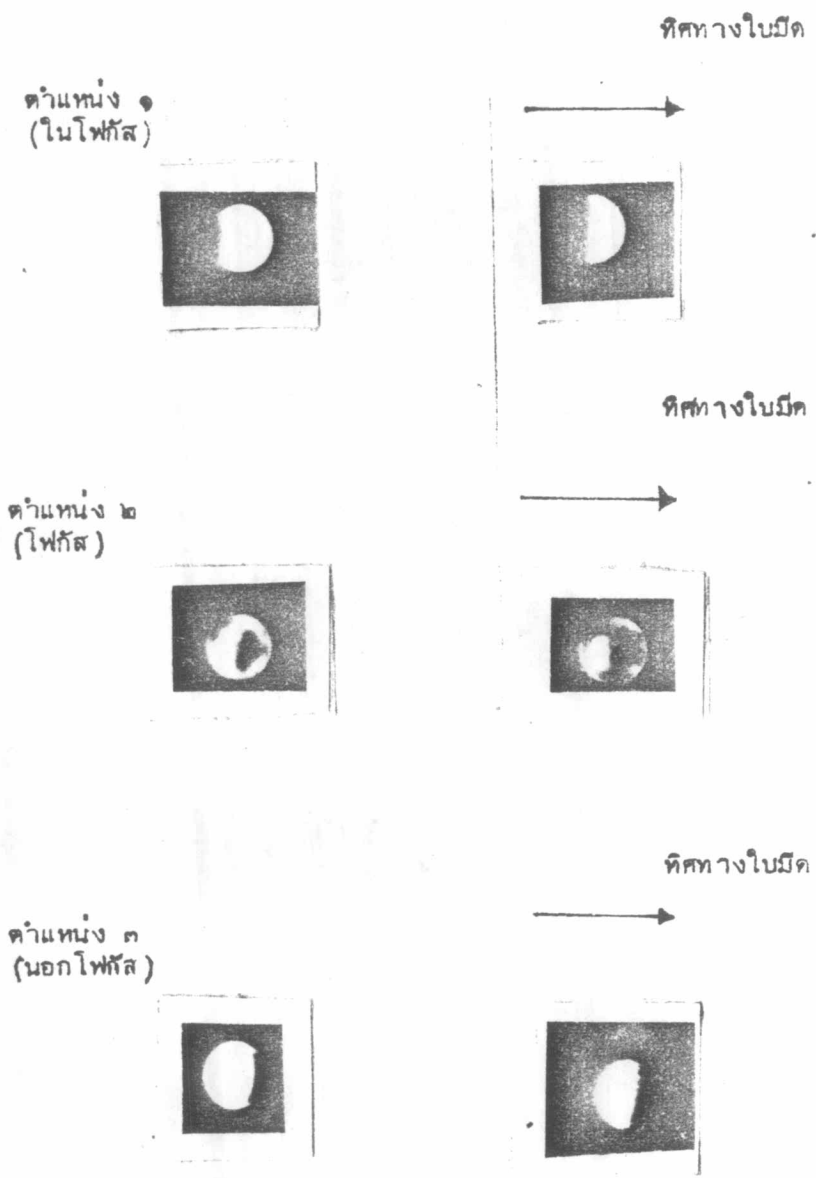 ทิศทางใบมีด
ตำแหน่ง ๑
(ในโฟกัส)
ทิศทางใบมีด
ตำแหน่ง ๒
(โฟกัส)
ทิศทางใบมีด
ตำแหน่ง ๓
(นอกโฟกัส)